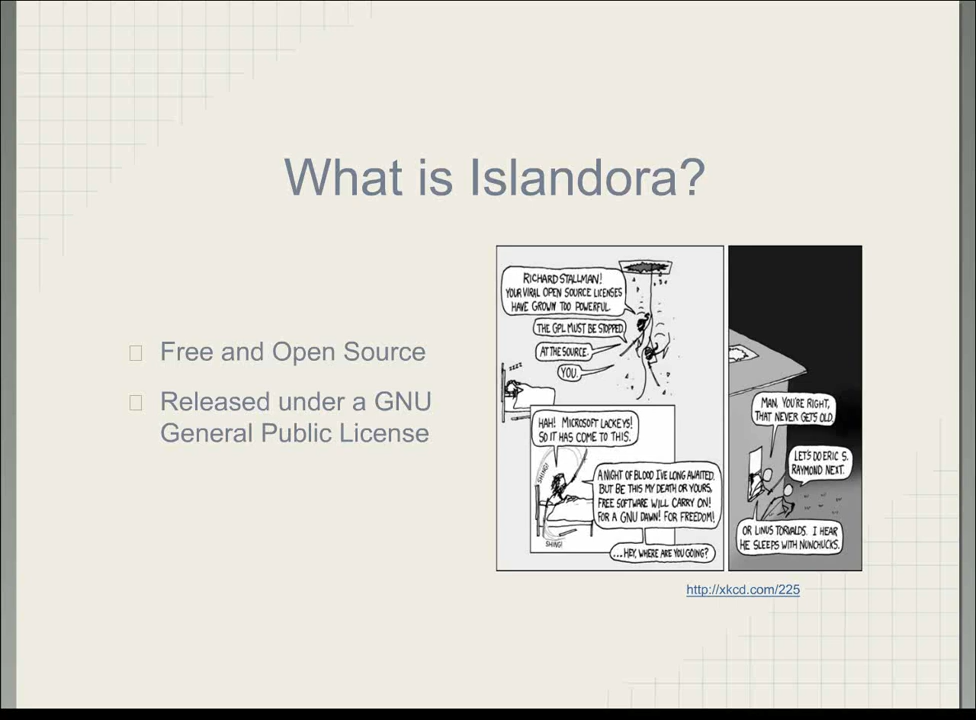 What is Islandora?
Free and Open Source
Released under a GNU
General Public License
RICHARD STALLMAN!
YOUR VIRAL OPEN SOURCE LICENSES
HAVE GROWN TOO POWERFUL.
THE GPL MUST BE STOPPED.
AT THE SOURCE.
YOU.
ZZZZ
HAH! MICROSOFT LACKEYS!
SO IT HAS COME TO THIS.
SHING!
A NIGHT OF BLOOD I'VE LONG AWAITED.
BUT BE THIS MY DEATH OR YOURS,
FREE SOFTWARE WILL CARRY ON!
FOR A GNU DAWN! FOR FREEDOM!
SHING!
...HEY, WHERE ARE YOU GOING?
MAN, YOU'RE RIGHT,
THAT NEVER GETS OLD.
LET'S DO ERIC S.
RAYMOND NEXT.
OR LINUS TORVALDS. I HEAR
HE SLEEPS WITH NUNCHUCKS.
http://xkcd.com/225